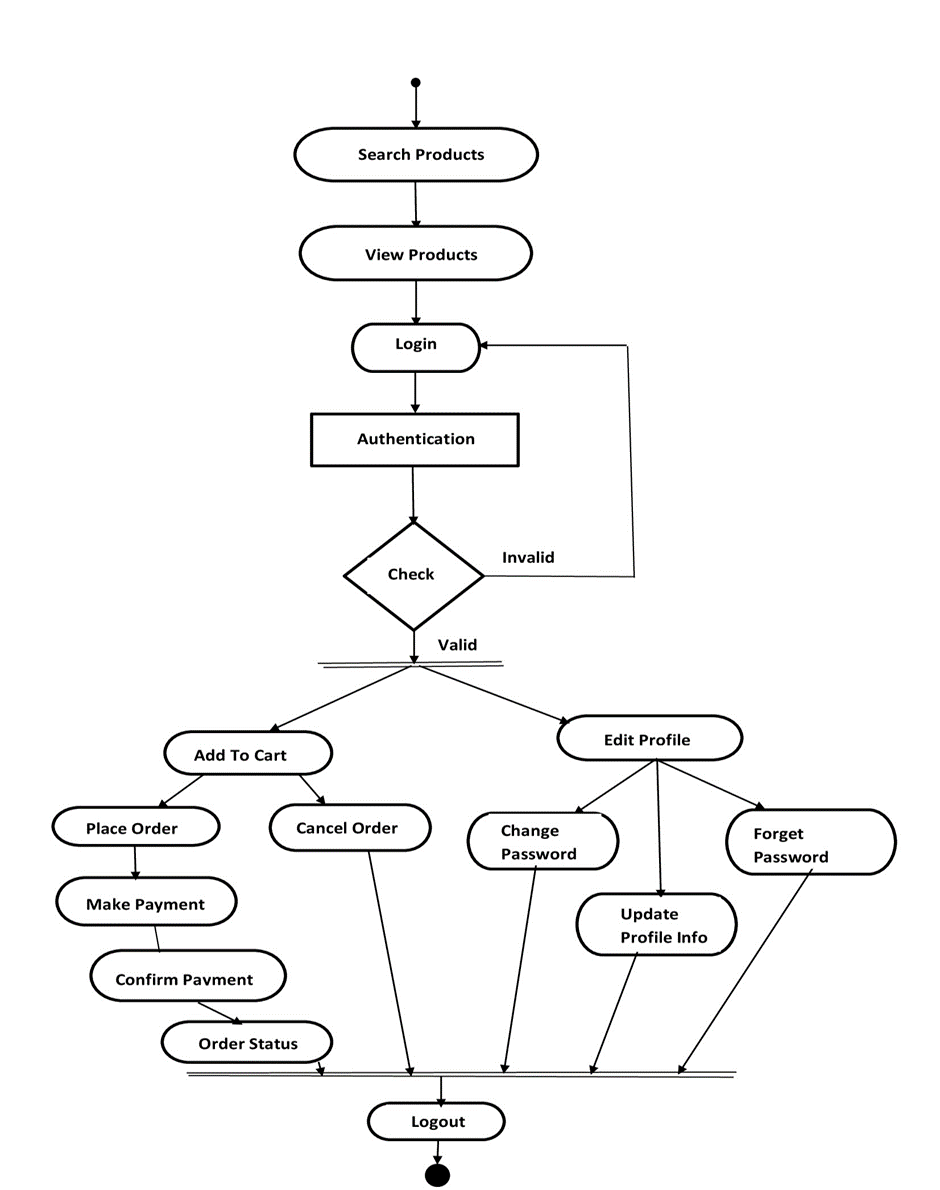 Search Products
View Products
Login
Authentication
Check
Invalid
Valid
Add To Cart
Edit Profile
Place Order
Cancel Order
Change
Password
Forget
Password
Make Payment
Update
Profile Info
Confirm Pavment
Order Status
Logout